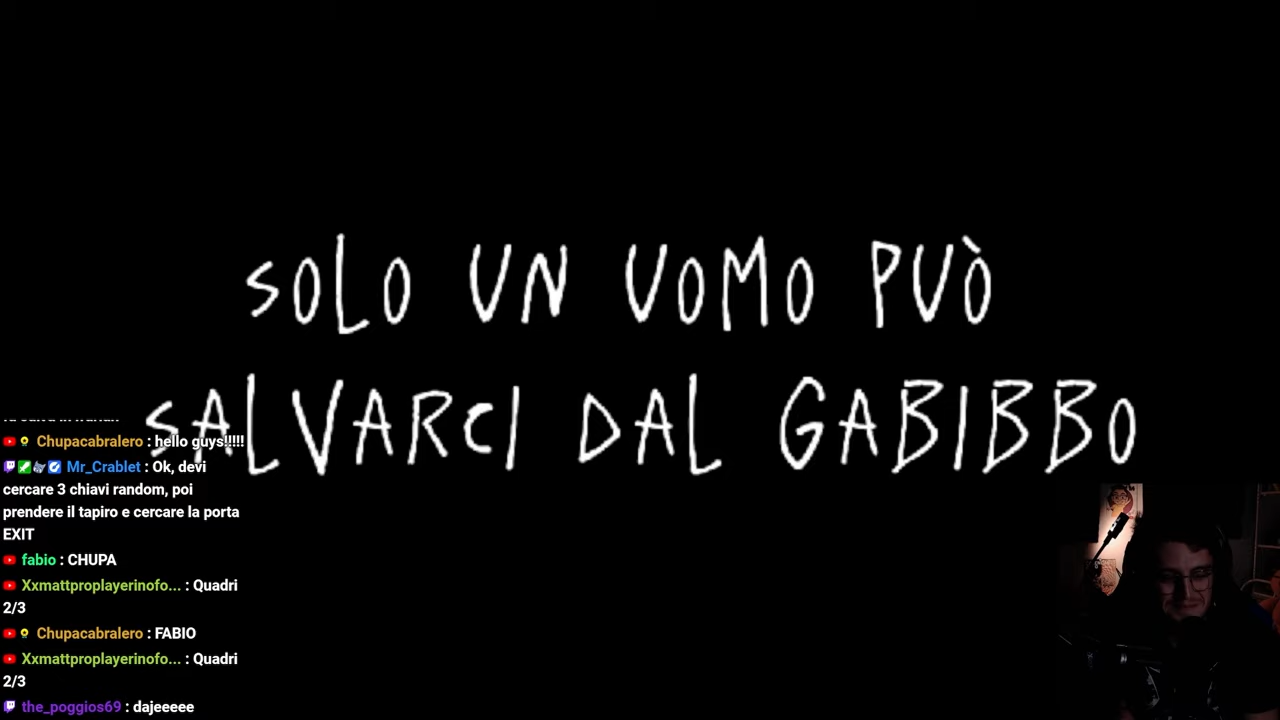 SOLO UN UOMO PUÒ
SALVARCI DAL GABIBBO
Chupacabralero : hello guys!!!!!
Mr_Crablet : Ok, devi
cercare 3 chiavi random, poi
prendere il tapiro e cercare la porta
EXIT
fabio : CHUPA
Xxmattproplayerinofo... : Quadri
2/3
Chupacabralero : FABIO
Xxmattproplayerinofo... : Quadri
2/3
the_poggios69 : dajeeeee